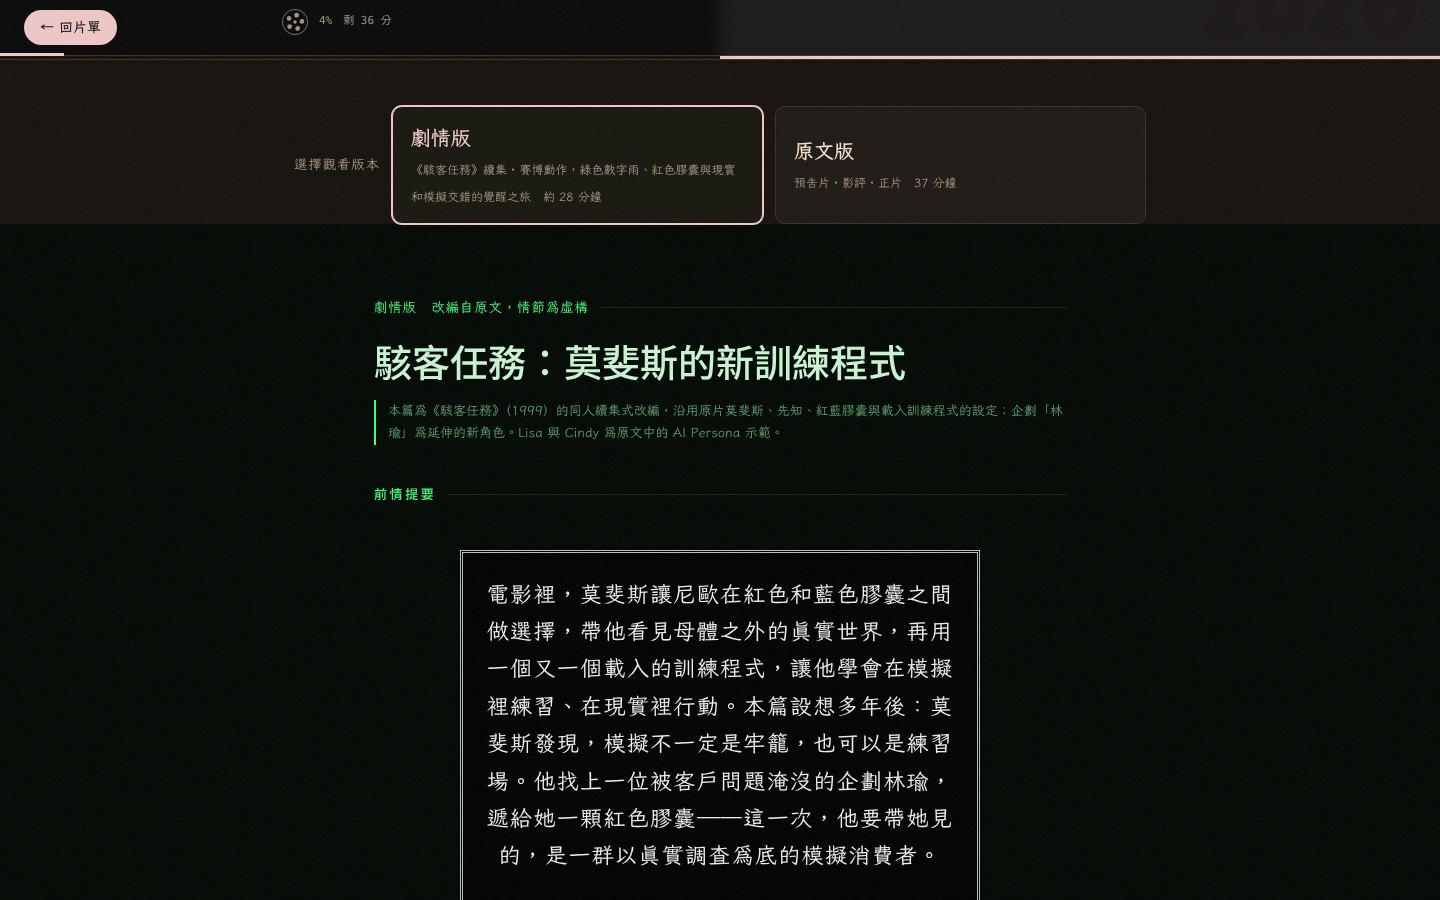 ← 回片單
4% 剩 36 分
選擇觀看版本
劇情版
《駭客任務》續集・賽博動作，綠色數字雨、紅色膠囊與現實
和模擬交錯的覺醒之旅 約 28 分鐘
原文版
預告片・影評・正片 37 分鐘
劇情版 改編自原文，情節為虛構
駭客任務：莫斐斯的新訓練程式
本篇為《駭客任務》（1999）的同人續集式改編，沿用原片莫斐斯、先知、紅藍膠囊與載入訓練程式的設定；企劃「林
瑜」為延伸的新角色。Lisa 與 Cindy 為原文中的 AI Persona 示範。
前情提要
電影裡，莫斐斯讓尼歐在紅色和藍色膠囊之間
做選擇，帶他看見母體之外的真實世界，再用
一個又一個載入的訓練程式，讓他學會在模擬
裡練習、在現實裡行動。本篇設想多年後：莫
斐斯發現，模擬不一定是牢籠，也可以是練習
場。他找上一位被客戶問題淹沒的企劃林瑜，
遞給她一顆紅色膠囊——這一次，他要帶她見
的，是一群以真實調查為底的模擬消費者。